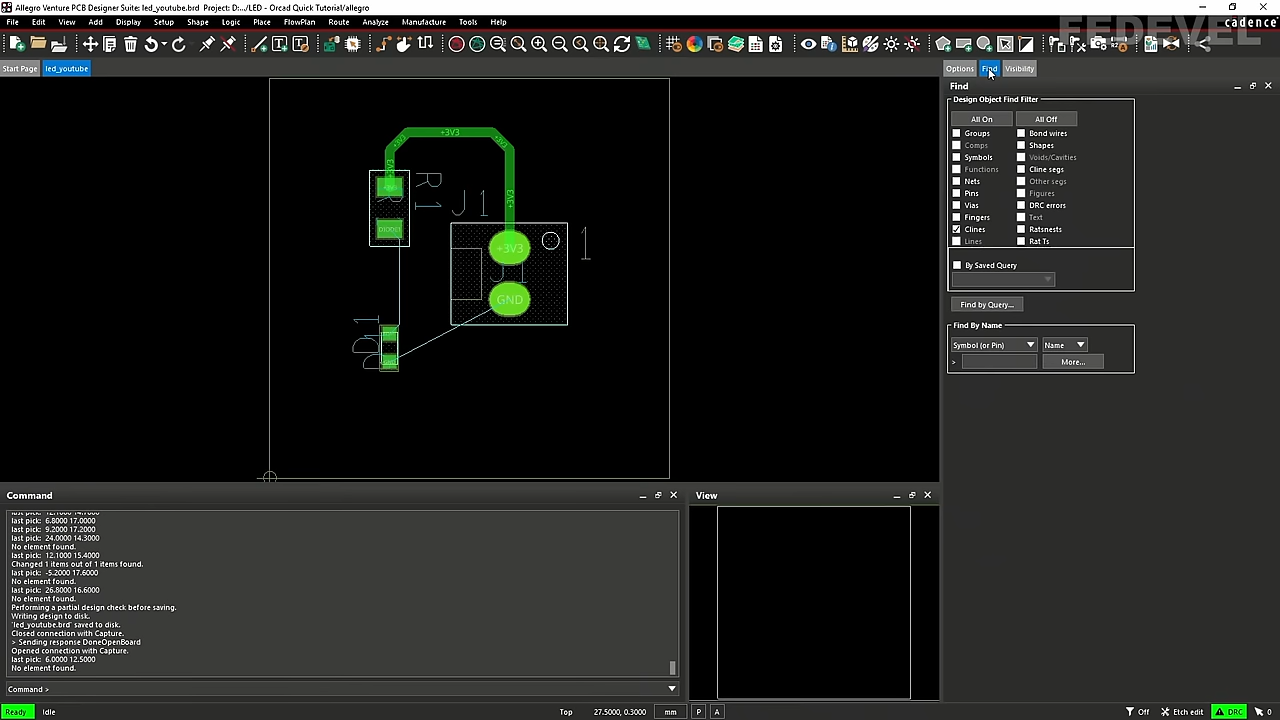 Allegro Venture PCB Designer Suite: led_youtube.brd Project: D:.../LED - Orcad Quick Tutorial/allegro
File Edit View Add Display Setup Shape Logic Place FlowPlan Route Analyze Manufacture Tools Help
FEDEVEL
cadence
Start Page led_youtube
Options Find Visibility
Find
Design Object Find Filter
All On All Off
Groups Bond wires
Comps Shapes
Symbols Voids/Cavities
Functions Cline segs
Nets Other segs
Pins Figures
Vias DRC errors
Fingers Text
Clines Ratsnests
Lines Rat Ts
By Saved Query
Find by Query...
Find By Name
Symbol (or Pin) Name
> More...
+3V3
+3V3
+3V3
+3V3
+3V3
R1
J1
+3V3
1
GND
Command
View
last pick: 6.8000 17.0000
last pick: 9.2000 17.2000
last pick: 24.0000 14.3000
No element found.
last pick: 12.1000 15.4000
Changed 1 items out of 1 items found.
last pick: -5.2000 17.6000
No element found.
last pick: 26.8000 16.6000
No element found.
Performing a partial design check before saving.
Writing design to disk.
'led_youtube.brd' saved to disk.
Closed connection with Capture.
> Sending response DoneOpenBoard
Opened connection with Capture.
last pick: 6.0000 12.5000
No element found.
Command >
Ready Idle Top 27.5000, 0.3000 mm P A Off Etch edit DRC 0